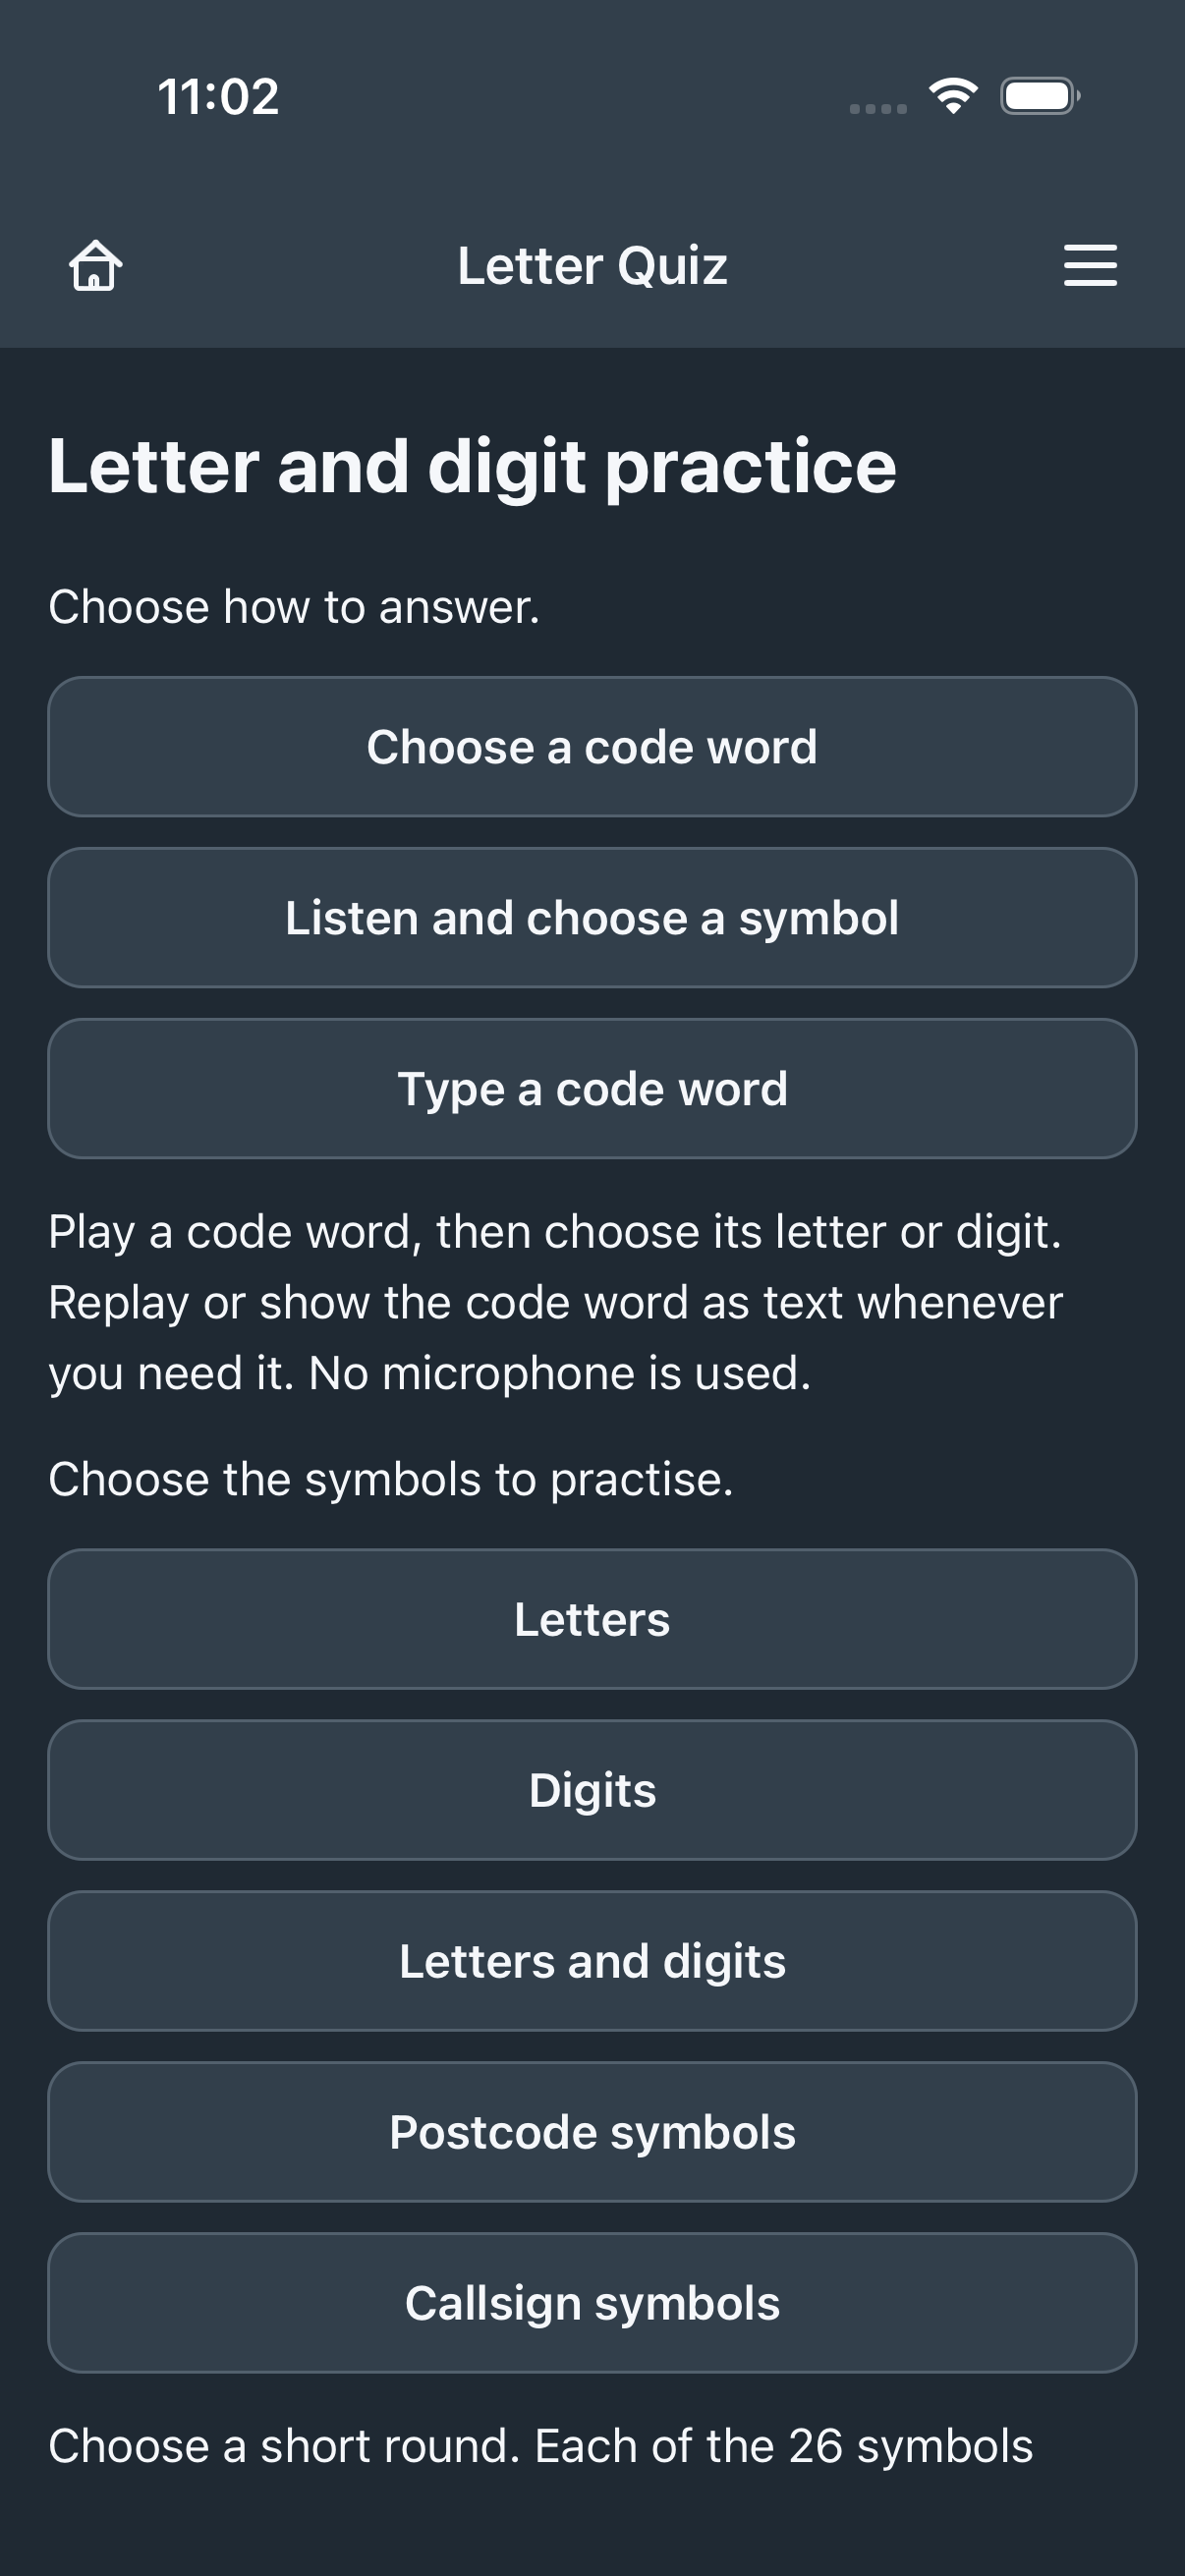 11:02
Letter Quiz
Letter and digit practice
Choose how to answer.
Choose a code word
Listen and choose a symbol
Type a code word
Play a code word, then choose its letter or digit.
Replay or show the code word as text whenever
you need it. No microphone is used.
Choose the symbols to practise.
Letters
Digits
Letters and digits
Postcode symbols
Callsign symbols
Choose a short round. Each of the 26 symbols